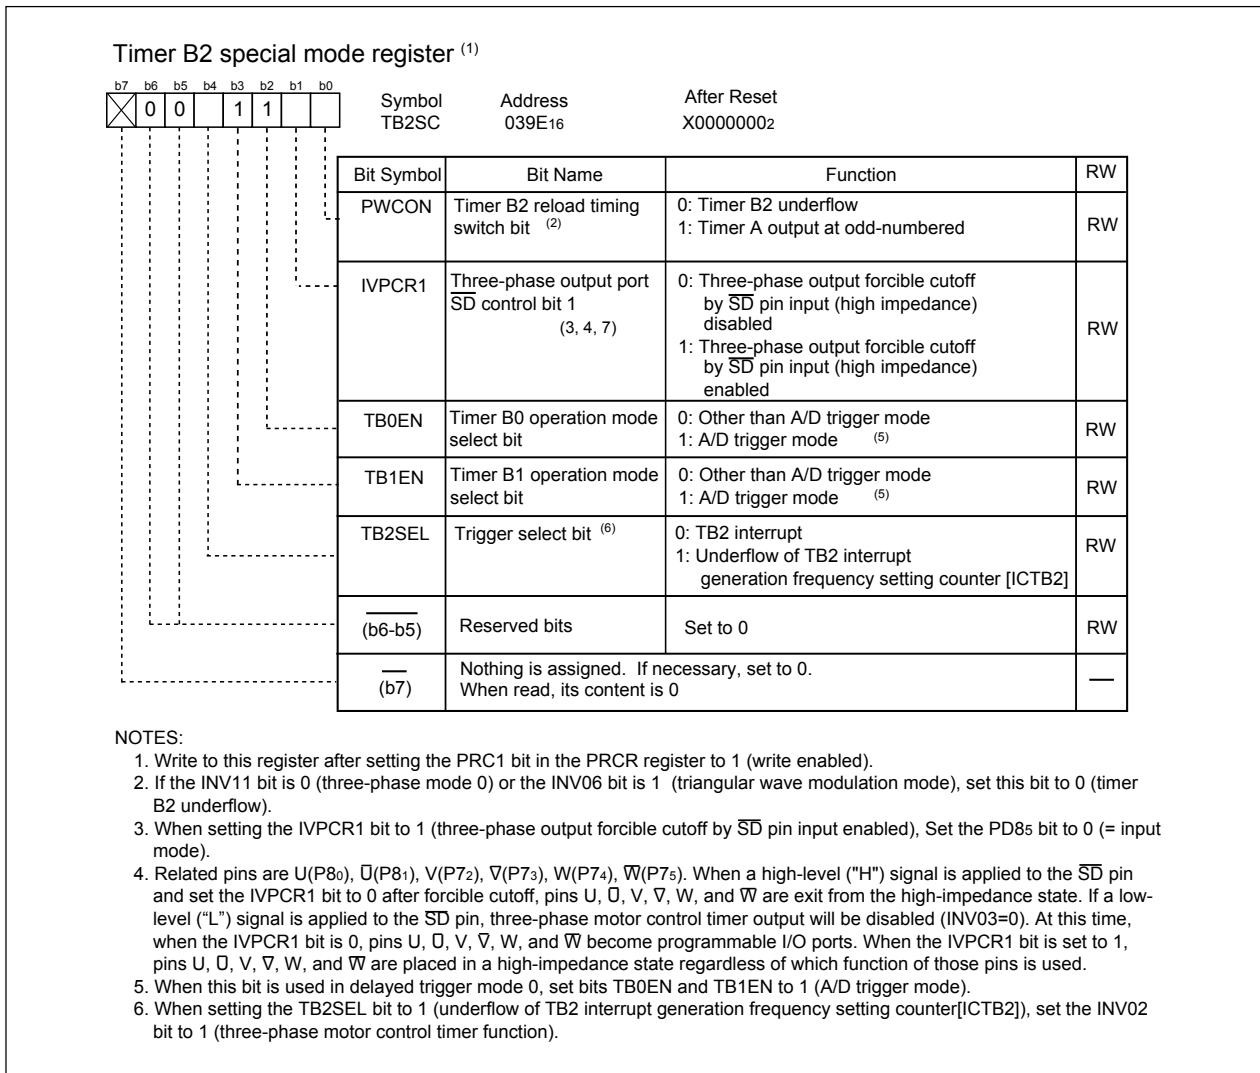 Timer B2 special mode register (1)
b7 b6 b5 b4 b3 b2 b1 b0
0 0 1 1
Symbol Address After Reset
TB2SC 039E16 X00000002
Bit Symbol Bit Name Function RW
PWCON Timer B2 reload timing switch bit (2) 0: Timer B2 underflow
1: Timer A output at odd-numbered RW
IVPCR1 Three-phase output port
S̅D̅ control bit 1
(3, 4, 7)
0: Three-phase output forcible cutoff
by S̅D̅ pin input (high impedance)
disabled
1: Three-phase output forcible cutoff
by S̅D̅ pin input (high impedance)
enabled
RW
TB0EN Timer B0 operation mode
select bit
0: Other than A/D trigger mode
1: A/D trigger mode (5)
RW
TB1EN Timer B1 operation mode
select bit
0: Other than A/D trigger mode
1: A/D trigger mode (5)
RW
TB2SEL Trigger select bit (6)
0: TB2 interrupt
1: Underflow of TB2 interrupt
generation frequency setting counter [ICTB2]
RW
(b6-b5) Reserved bits Set to 0 RW
(b7) Nothing is assigned. If necessary, set to 0.
When read, its content is 0
—
NOTES:
1. Write to this register after setting the PRC1 bit in the PRCR register to 1 (write enabled).
2. If the INV11 bit is 0 (three-phase mode 0) or the INV06 bit is 1 (triangular wave modulation mode), set this bit to 0 (timer
B2 underflow).
3. When setting the IVPCR1 bit to 1 (three-phase output forcible cutoff by S̅D̅ pin input enabled), Set the PD85 bit to 0 (= input
mode).
4. Related pins are U(P80), U̅(P81), V(P72), V̅(P73), W(P74), W̅(P75). When a high-level ("H") signal is applied to the S̅D̅ pin
and set the IVPCR1 bit to 0 after forcible cutoff, pins U, U̅, V, V̅, W, and W̅ are exit from the high-impedance state. If a low-
level (“L”) signal is applied to the S̅D̅ pin, three-phase motor control timer output will be disabled (INV03=0). At this time,
when the IVPCR1 bit is 0, pins U, U̅, V, V̅, W, and W̅ become programmable I/O ports. When the IVPCR1 bit is set to 1,
pins U, U̅, V, V̅, W, and W̅ are placed in a high-impedance state regardless of which function of those pins is used.
5. When this bit is used in delayed trigger mode 0, set bits TB0EN and TB1EN to 1 (A/D trigger mode).
6. When setting the TB2SEL bit to 1 (underflow of TB2 interrupt generation frequency setting counter[ICTB2]), set the INV02
bit to 1 (three-phase motor control timer function).